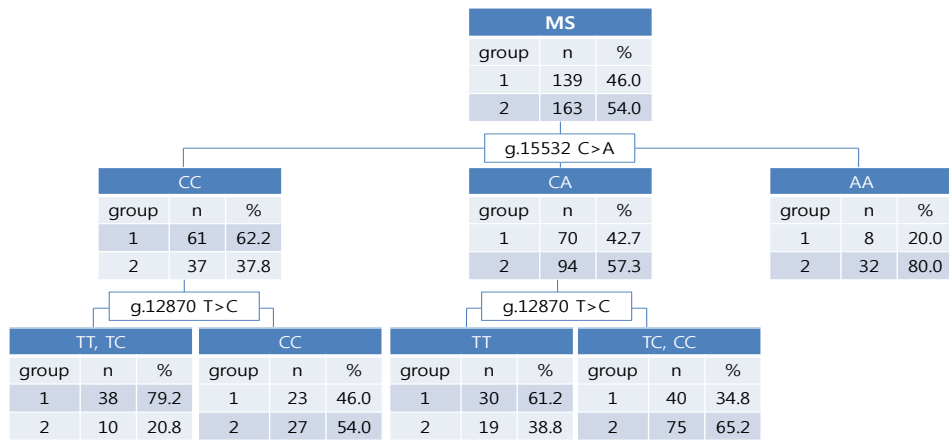 MS
group n %
1 139 46.0
2 163 54.0
g.15532 C>A
CC
group n %
1 61 62.2
2 37 37.8
CA
group n %
1 70 42.7
2 94 57.3
AA
group n %
1 8 20.0
2 32 80.0
g.12870 T>C
g.12870 T>C
TT, TC
group n %
1 38 79.2
2 10 20.8
CC
group n %
1 23 46.0
2 27 54.0
TT
group n %
1 30 61.2
2 19 38.8
TC, CC
group n %
1 40 34.8
2 75 65.2